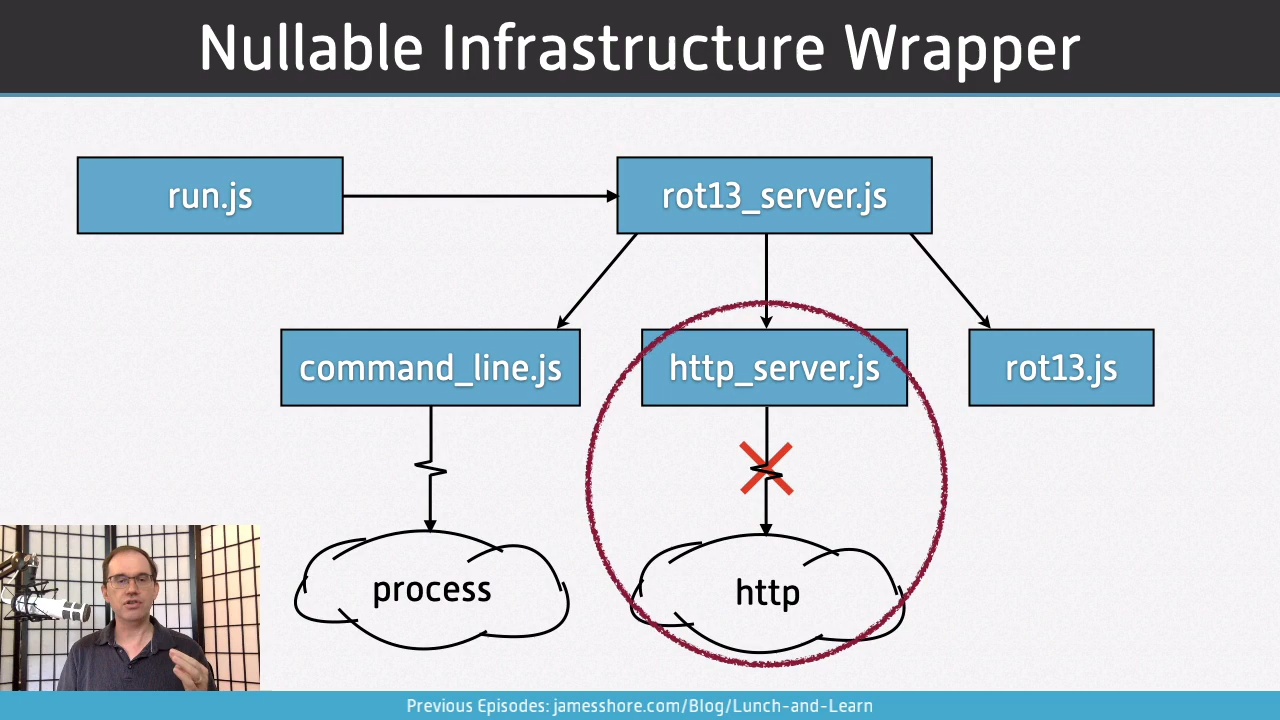 Nullable Infrastructure Wrapper
run.js
rot13_server.js
command_line.js
http_server.js
rot13.js
process
http
Previous Episodes: jamesshore.com/Blog/Lunch-and-Learn